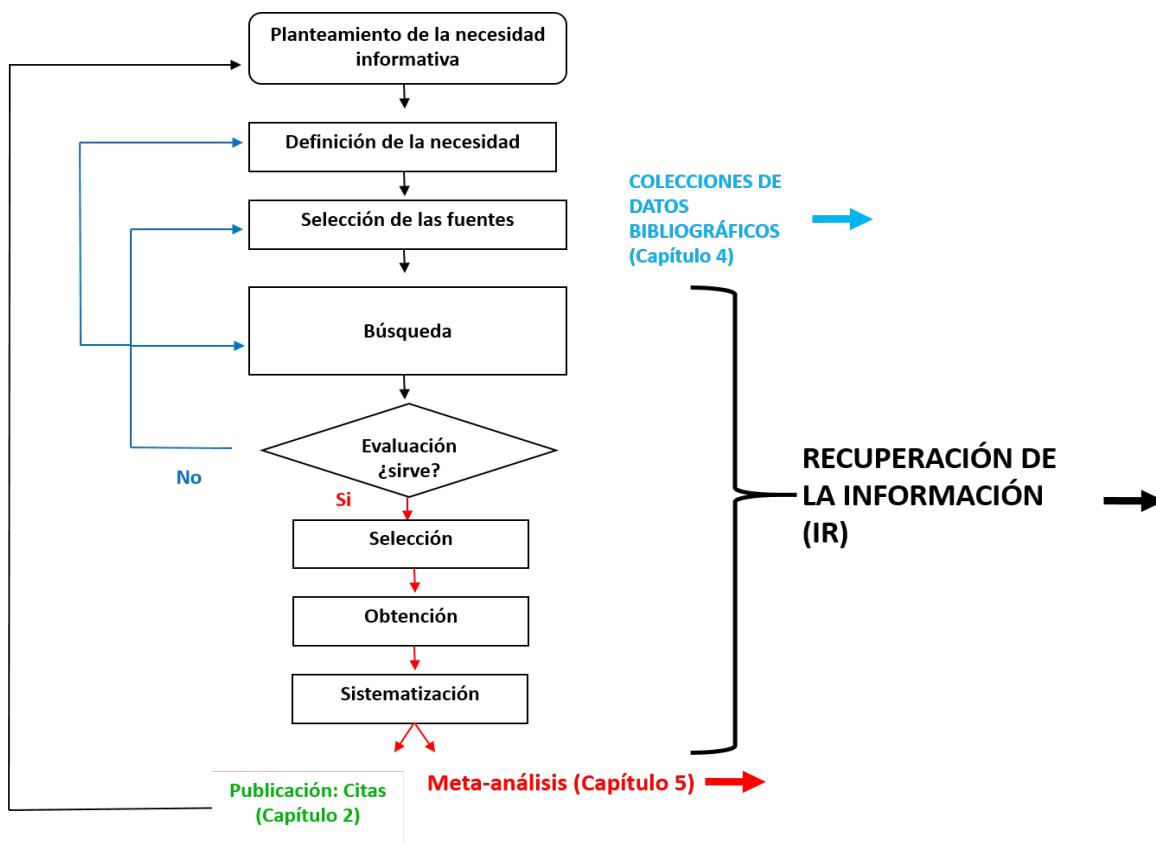 Planteamiento de la necesidad
informativa
Definición de la necesidad
Selección de las fuentes
COLECCIONES DE
DATOS
BIBLIOGRÁFICOS
(Capítulo 4)
Búsqueda
Evaluación
¿sirve?
No
Si
RECUPERACIÓN DE
LA INFORMACIÓN
(IR)
Selección
Obtención
Sistematización
Publicación: Citas
(Capítulo 2)
Meta-análisis (Capítulo 5)